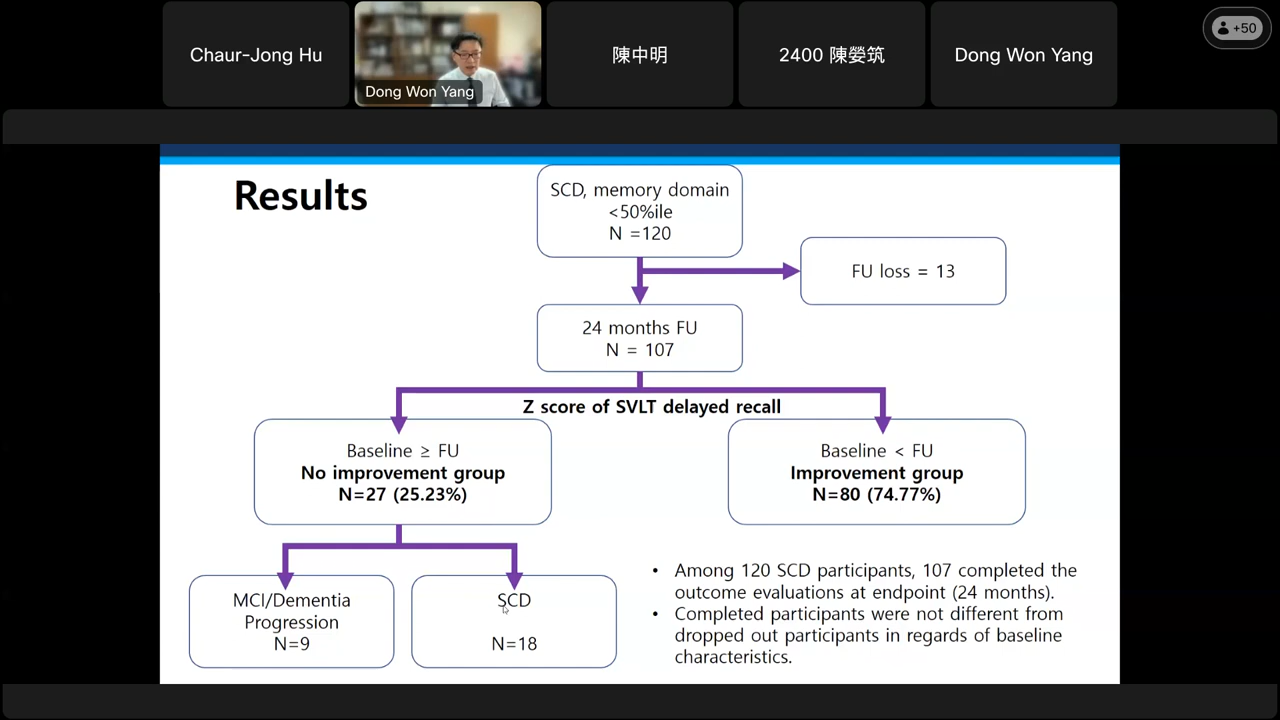 Chaur-Jong Hu
Dong Won Yang
陳中明
2400 陳嫈筑
Dong Won Yang
+50
Results
SCD, memory domain
<50%ile
N =120
FU loss = 13
24 months FU
N = 107
Z score of SVLT delayed recall
Baseline ≥ FU
No improvement group
N=27 (25.23%)
Baseline < FU
Improvement group
N=80 (74.77%)
MCI/Dementia
Progression
N=9
SCD
N=18
• Among 120 SCD participants, 107 completed the
outcome evaluations at endpoint (24 months).
• Completed participants were not different from
dropped out participants in regards of baseline
characteristics.